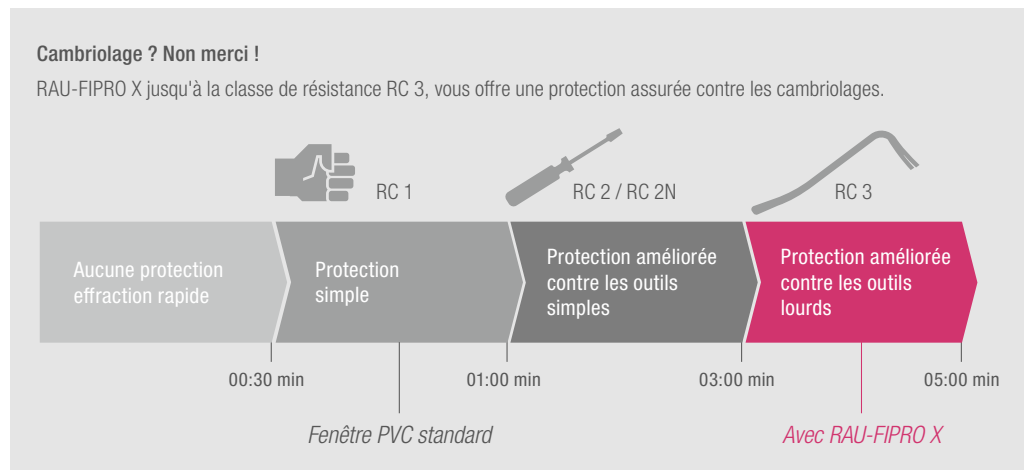 Cambriolage ? Non merci !
RAU-FIPRO X jusqu'à la classe de résistance RC 3, vous offre une protection assurée contre les cambriolages.
RC 1
RC 2 / RC 2N
RC 3
Aucune protection
effraction rapide
Protection
simple
Protection améliorée
contre les outils
simples
Protection améliorée
contre les outils
lourds
00:30 min
01:00 min
03:00 min
05:00 min
Fenêtre PVC standard
Avec RAU-FIPRO X